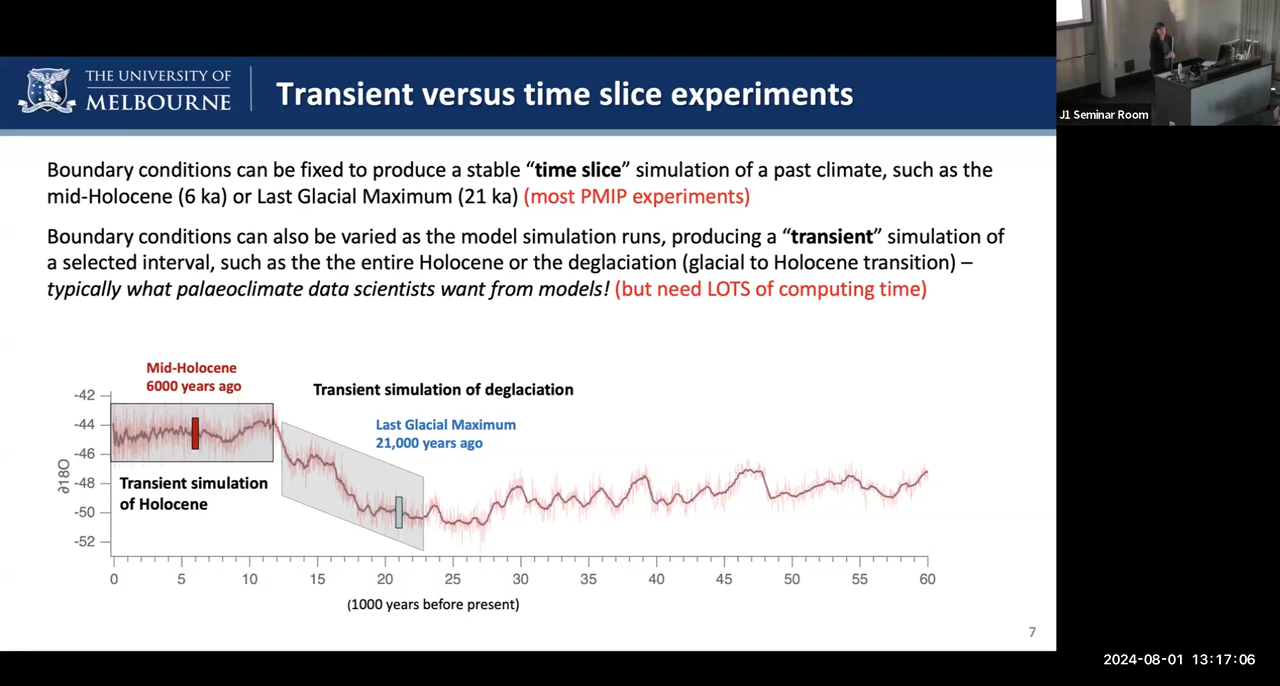 THE UNIVERSITY OF
MELBOURNE
Transient versus time slice experiments
J1 Seminar Room
Boundary conditions can be fixed to produce a stable “time slice” simulation of a past climate, such as the
mid-Holocene (6 ka) or Last Glacial Maximum (21 ka) (most PMIP experiments)
Boundary conditions can also be varied as the model simulation runs, producing a “transient” simulation of
a selected interval, such as the the entire Holocene or the deglaciation (glacial to Holocene transition) –
typically what palaeoclimate data scientists want from models! (but need LOTS of computing time)
Mid-Holocene
6000 years ago
Transient simulation of deglaciation
Last Glacial Maximum
21,000 years ago
Transient simulation
of Holocene
∂18O
-42
-44
-46
-48
-50
-52
0 5 10 15 20 25 30 35 40 45 50 55 60
(1000 years before present)
7
2024-08-01 13:17:06